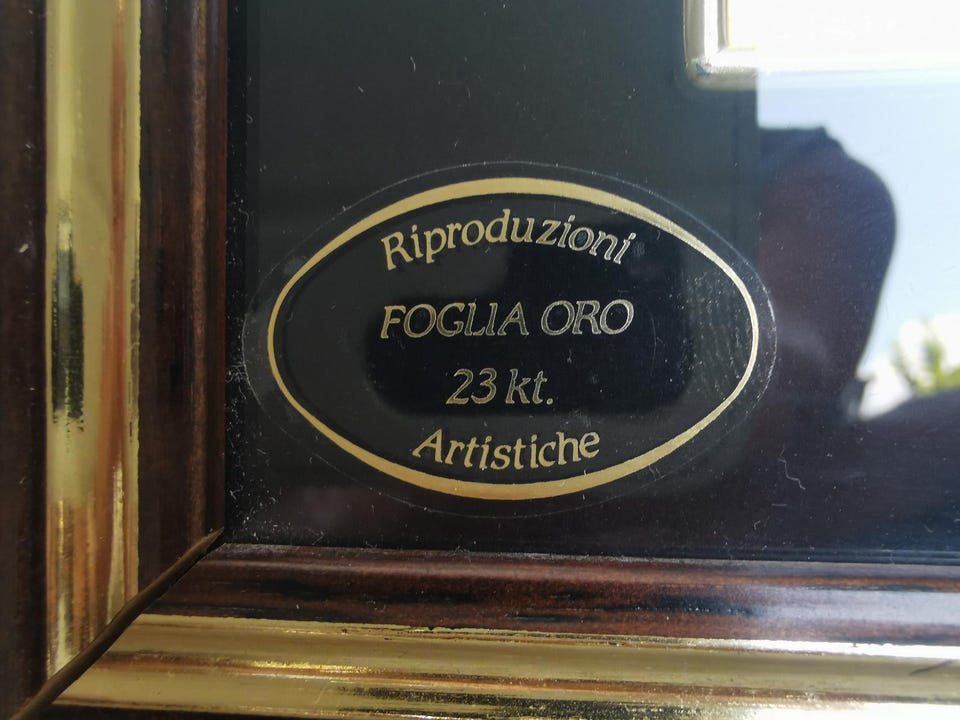 Riproduzioni
FOGLIA ORO
23 kt.
Artistiche